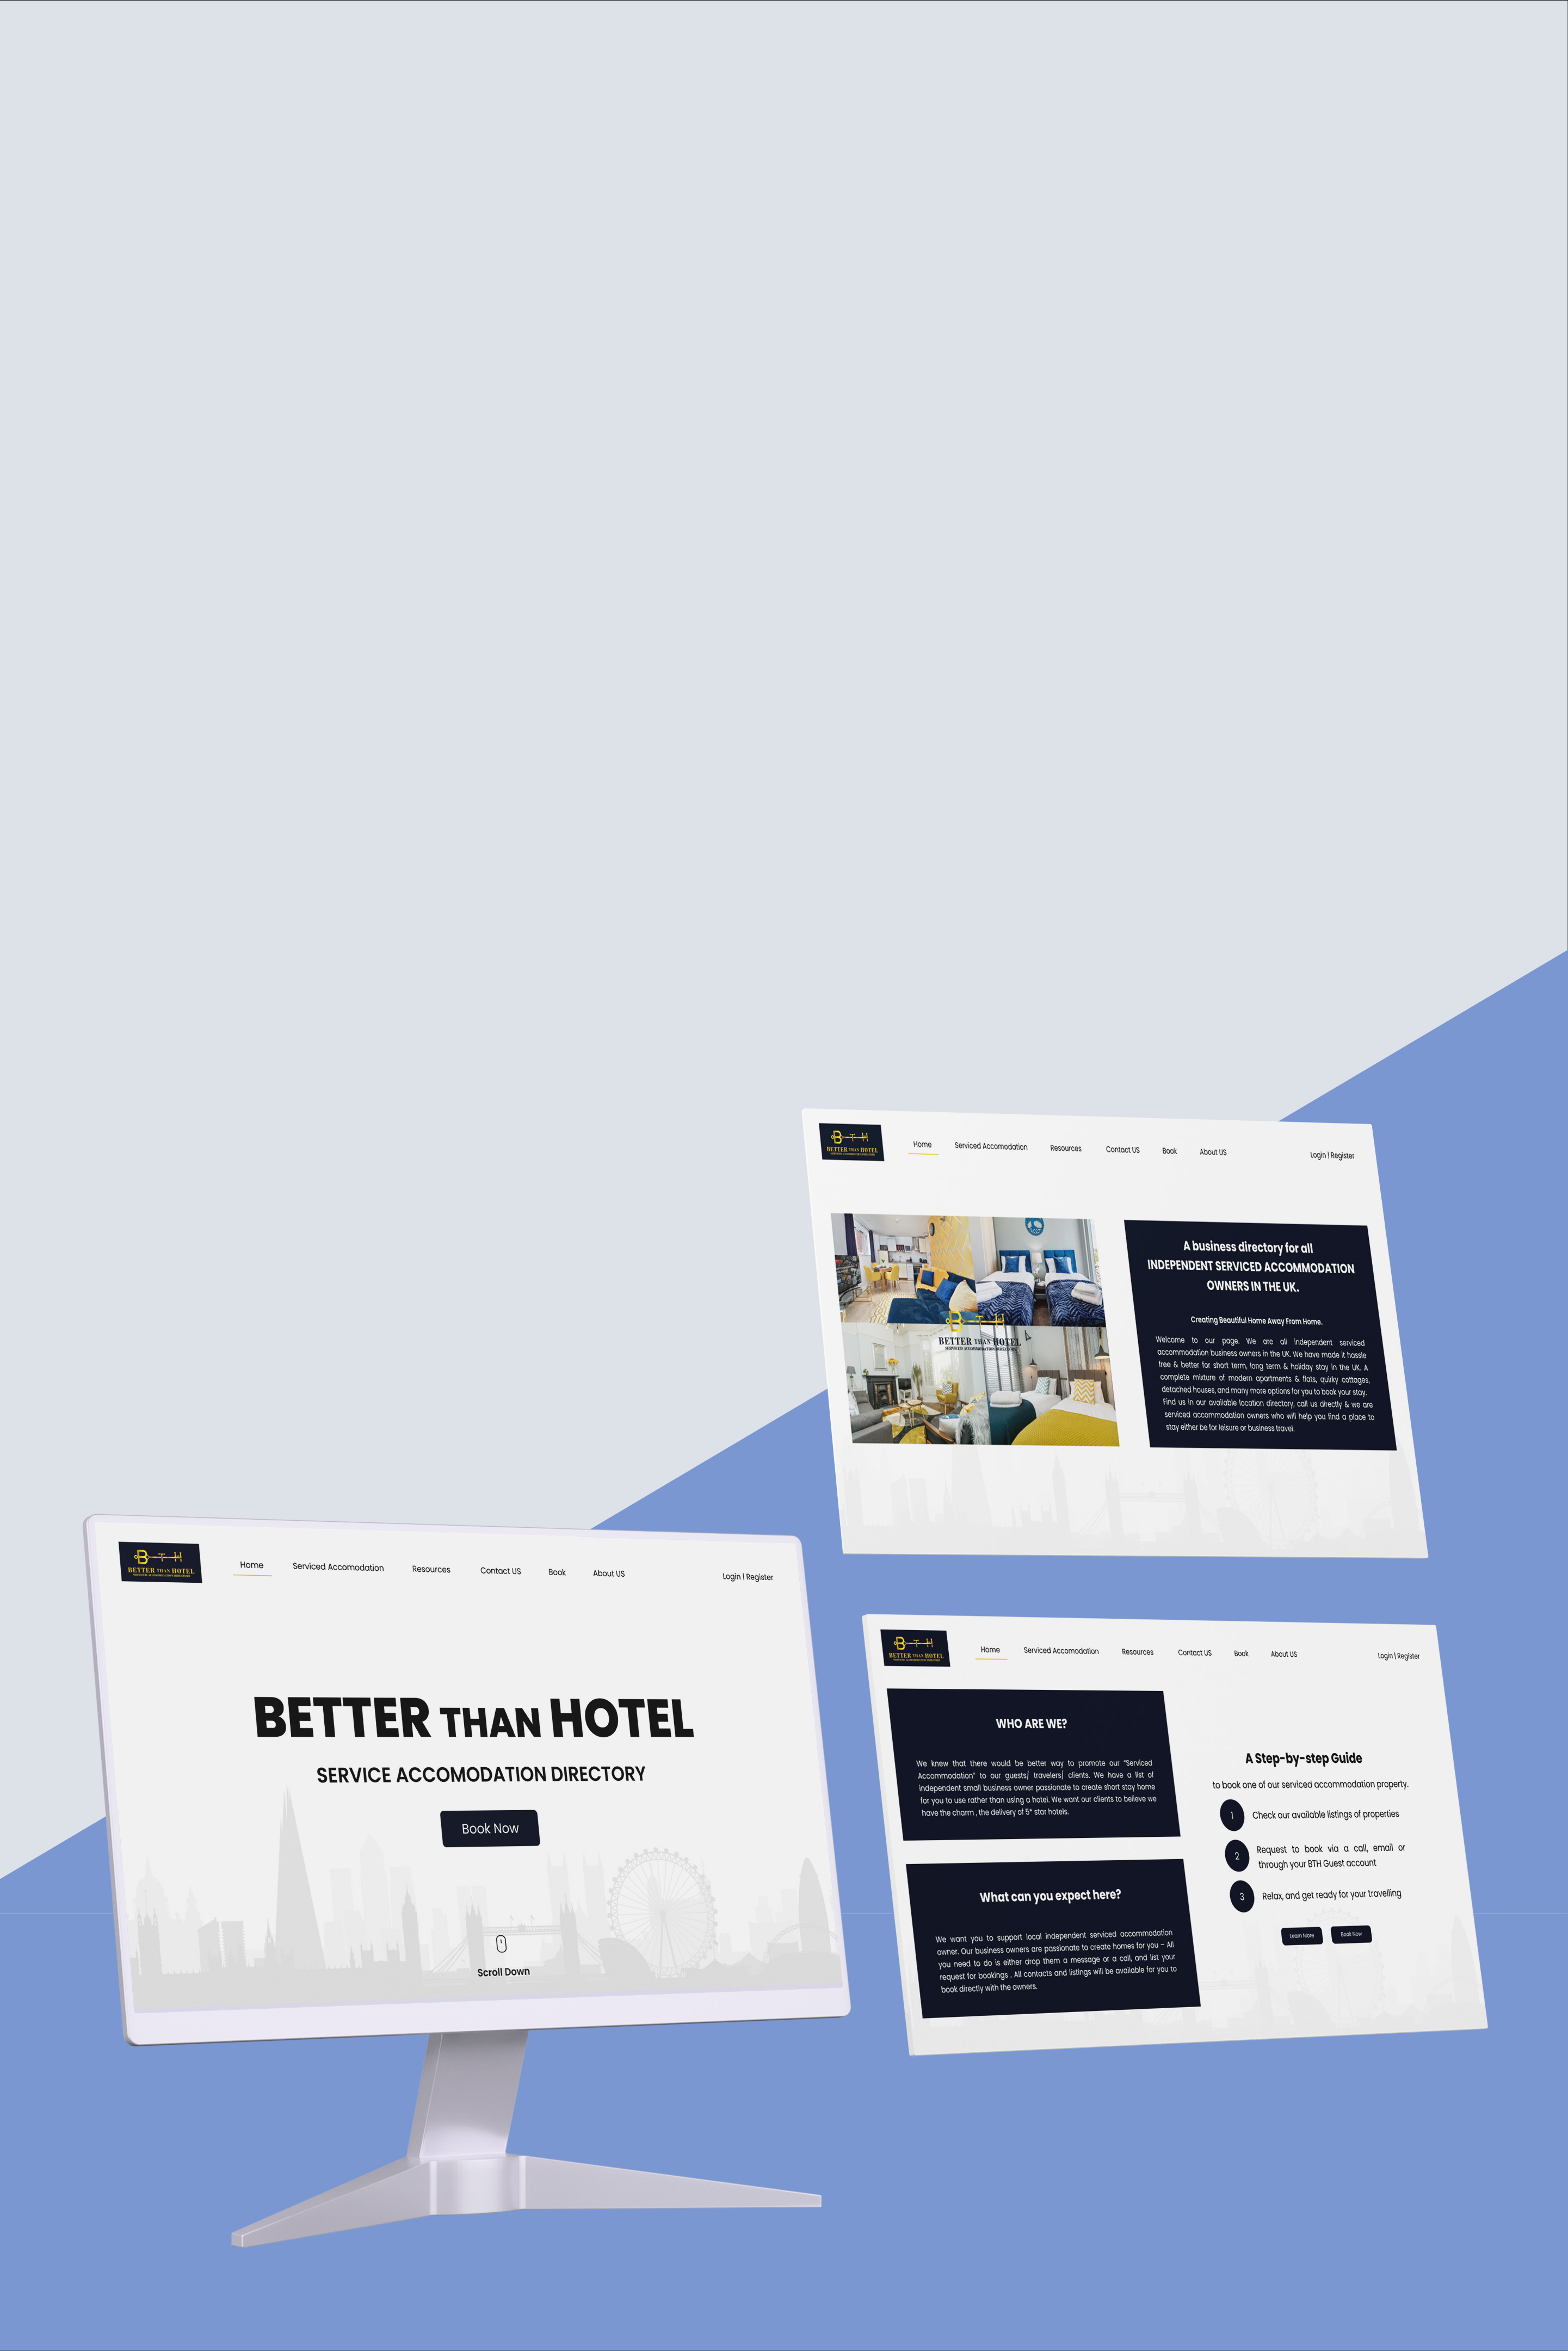 B-T-H
BETTER THAN HOTEL
SERVICED ACCOMMODATION DIRECTORY
Home
Serviced Accomodation
Resources
Contact US
Book
About US
Login | Register
B-T-H
BETTER THAN HOTEL
SERVICED ACCOMODATION DIRECTORY
A business directory for all
INDEPENDENT SERVICED ACCOMMODATION
OWNERS IN THE UK.
Creating Beautiful Home Away From Home.
Welcome to our page. We are all independent serviced
accommodation business owners in the UK. We have made it hassle
free & better for short term, long term & holiday stay in the UK. A
complete mixture of modern apartments & flats, quirky cottages,
detached houses, and many more options for you to book your stay.
Find us in our available location directory, call us directly & we are
serviced accommodation owners who will help you find a place to
stay either be for leisure or business travel.
B-T-H
BETTER THAN HOTEL
SERVICED ACCOMMODATION DIRECTORY
Home
Serviced Accomodation
Resources
Contact US
Book
About US
Login | Register
BETTER THAN HOTEL
SERVICE ACCOMODATION DIRECTORY
Book Now
Scroll Down
B-T-H
BETTER THAN HOTEL
SERVICED ACCOMMODATION DIRECTORY
Home
Serviced Accomodation
Resources
Contact US
Book
About US
Login | Register
WHO ARE WE?
We knew that there would be better way to promote our "Serviced
Accommodation" to our guests/ travelers/ clients. We have a list of
independent small business owner passionate to create short stay home
for you to use rather than using a hotel. We want our clients to believe we
have the charm , the delivery of 5* star hotels.
What can you expect here?
We want you to support local independent serviced accommodation
owner. Our business owners are passionate to create homes for you – All
you need to do is either drop them a message or a call, and list your
request for bookings . All contacts and listings will be available for you to
book directly with the owners.
A Step-by-step Guide
to book one of our serviced accommodation property.
1 Check our available listings of properties
2 Request to book via a call, email or
through your BTH Guest account
3 Relax, and get ready for your travelling
Learn More
Book Now